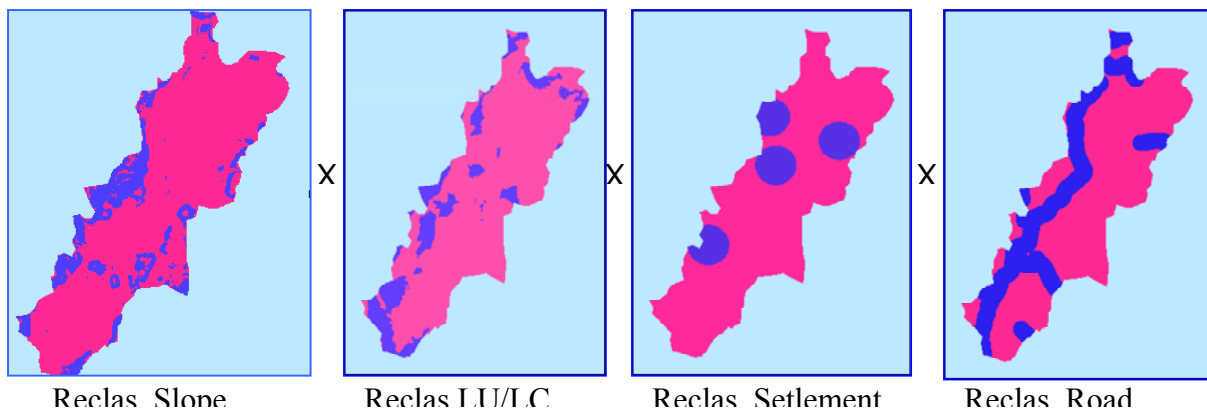 X X X
Reclas Slope Reclas LU/LC Reclas Setlement Reclas Road